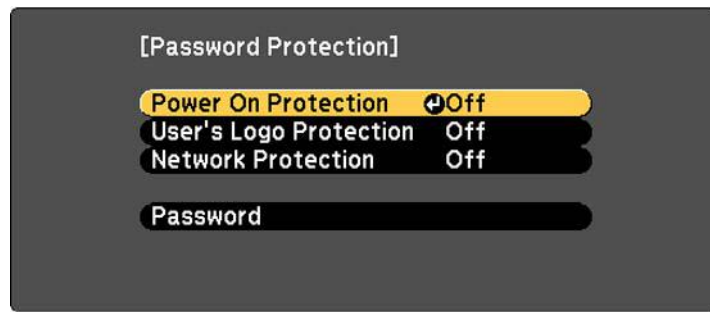 [Password Protection]
Power On Protection Off
User's Logo Protection Off
Network Protection Off
Password